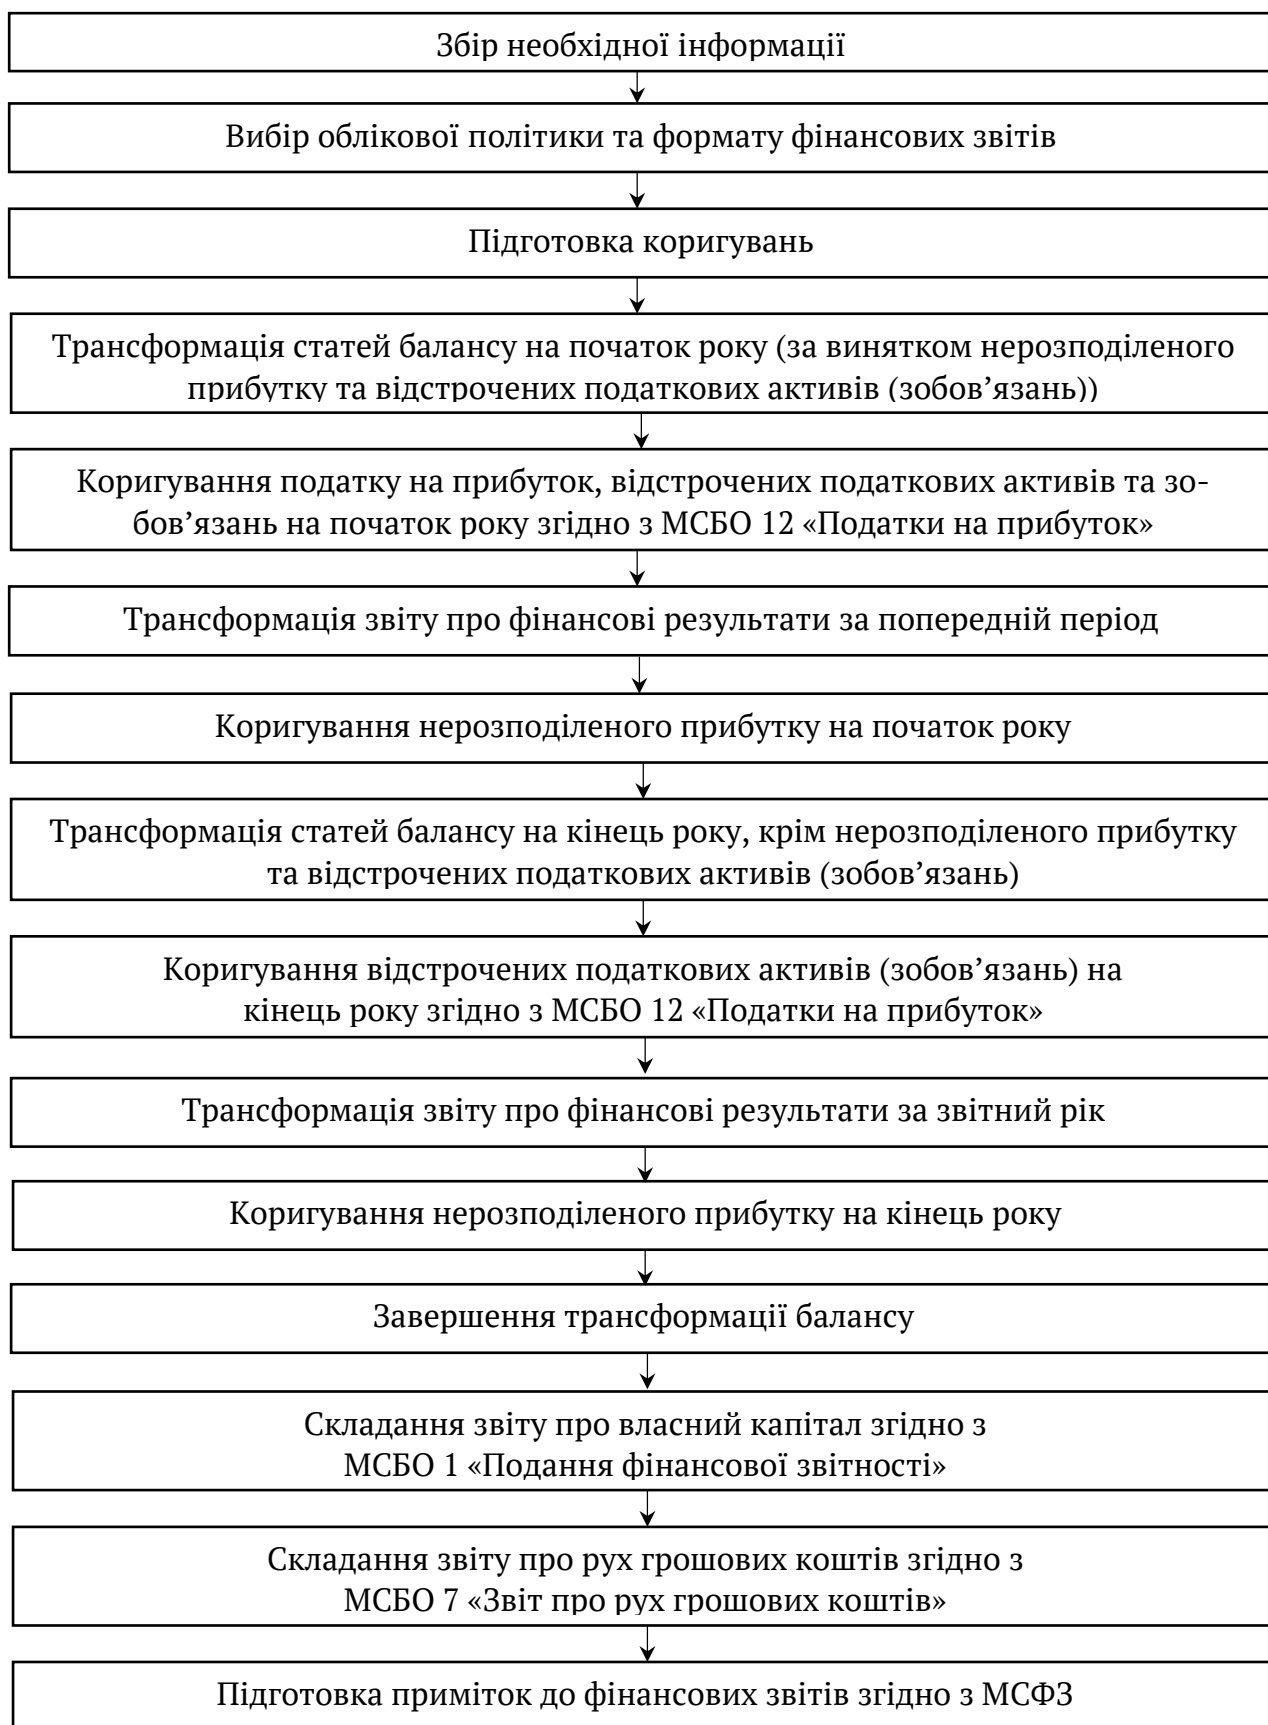 Збір необхідної інформації
Вибір облікової політики та формату фінансових звітів
Підготовка коригувань
Трансформація статей балансу на початок року (за винятком нерозподіленого
прибутку та відстрочених податкових активів (зобов’язань))
Коригування податку на прибуток, відстрочених податкових активів та зо-
бов’язань на початок року згідно з МСБО 12 «Податки на прибуток»
Трансформація звіту про фінансові результати за попередній період
Коригування нерозподіленого прибутку на початок року
Трансформація статей балансу на кінець року, крім нерозподіленого прибутку
та відстрочених податкових активів (зобов’язань)
Коригування відстрочених податкових активів (зобов’язань) на
кінець року згідно з МСБО 12 «Податки на прибуток»
Трансформація звіту про фінансові результати за звітний рік
Коригування нерозподіленого прибутку на кінець року
Завершення трансформації балансу
Складання звіту про власний капітал згідно з
МСБО 1 «Подання фінансової звітності»
Складання звіту про рух грошових коштів згідно з
МСБО 7 «Звіт про рух грошових коштів»
Підготовка приміток до фінансових звітів згідно з МСФЗ